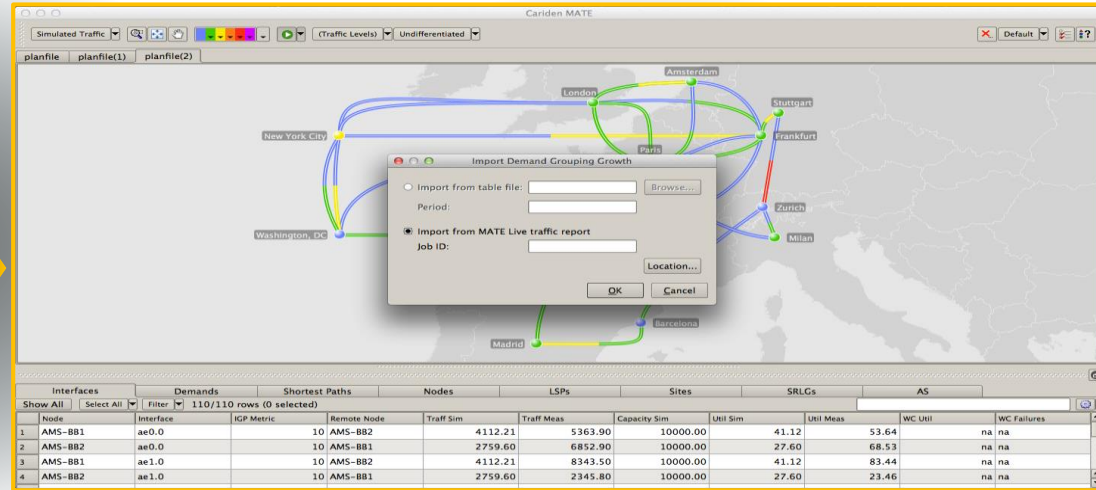 Cariden MATE
Simulated Traffic (Traffic Levels) Undifferentiated Default
planfile planfile(1) planfile(2)
Amsterdam
London
Stuttgart
New York City
Frankfurt
Paris
Import Demand Grouping Growth
Import from table file: Browse...
Period:
Zurich
Import from MATE Live traffic report
Washington, DC
Milan
Job ID:
Location...
OK Cancel
Barcelona
Madrid
Interfaces Demands Shortest Paths Nodes LSPs Sites SRLGs AS
Show All Select All Filter 110/110 rows (0 selected)
Node Interface IGP Metric Remote Node Traff Sim Traff Meas Capacity Sim Util Sim Util Meas WC Util WC Failures
1 AMS-BB1 ae0.0 10 AMS-BB2 4112.21 5363.90 10000.00 41.12 53.64 na na
2 AMS-BB2 ae0.0 10 AMS-BB1 2759.60 6852.90 10000.00 27.60 68.53 na na
3 AMS-BB1 ae1.0 10 AMS-BB2 4112.21 8343.50 10000.00 41.12 83.44 na na
4 AMS-BB2 ae1.0 10 AMS-BB1 2759.60 2345.80 10000.00 27.60 23.46 na na